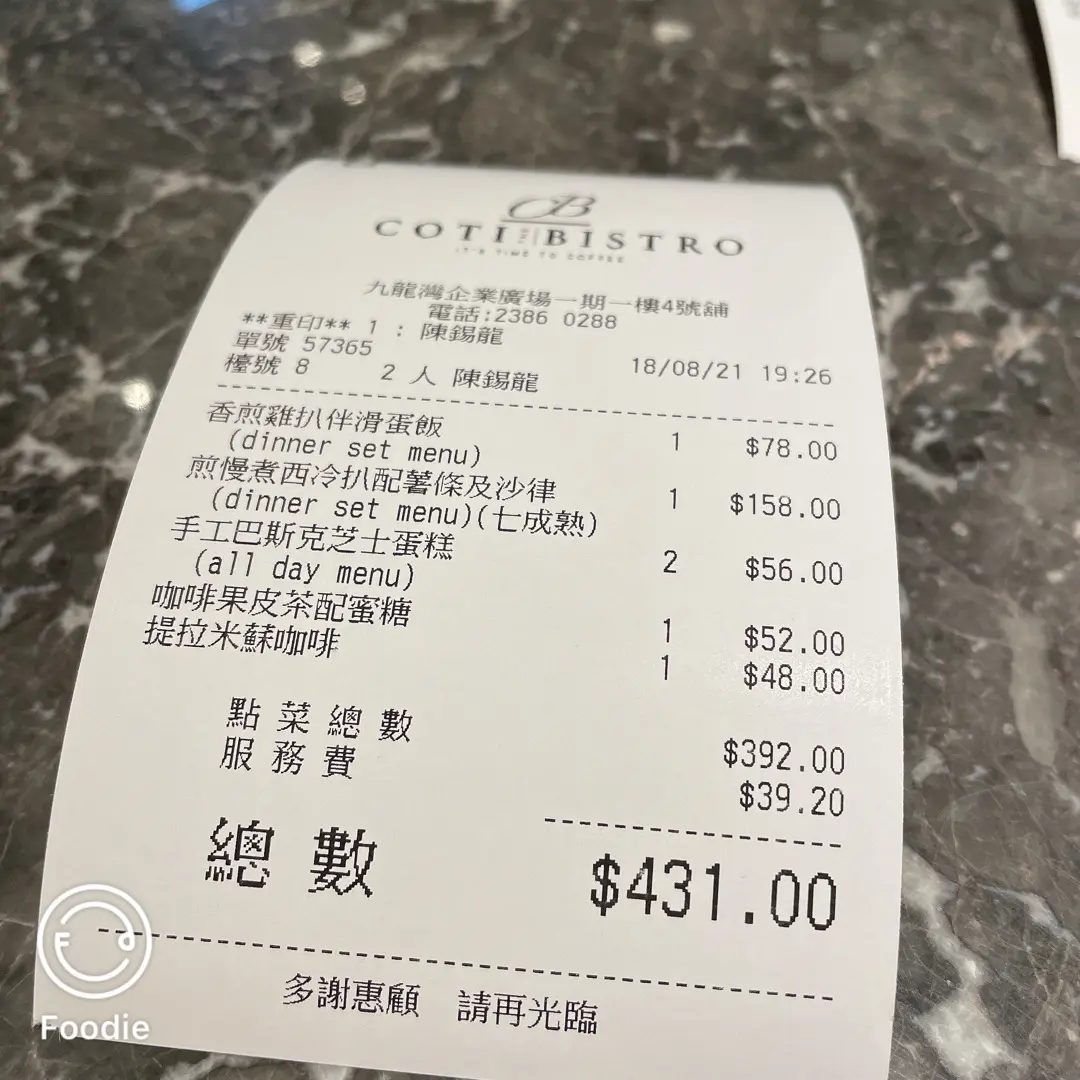 CB
COTI BISTRO
IT'S TIME TO COFFEE
九龍灣企業廣場一期一樓4號舖
電話:2386 0288
**重印** 1 : 陳錫龍
單號 57365
18/08/21 19:26
檯號 8 2 人 陳錫龍
香煎雞扒伴滑蛋飯 1 $78.00
(dinner set menu)
煎慢煮西冷扒配薯條及沙律 1 $158.00
(dinner set menu)(七成熟)
手工巴斯克芝士蛋糕 2 $56.00
(all day menu)
咖啡果皮茶配蜜糖 1 $52.00
提拉米蘇咖啡 1 $48.00
點菜總數 $392.00
服務費 $39.20
總數 $431.00
多謝惠顧 請再光臨
Foodie